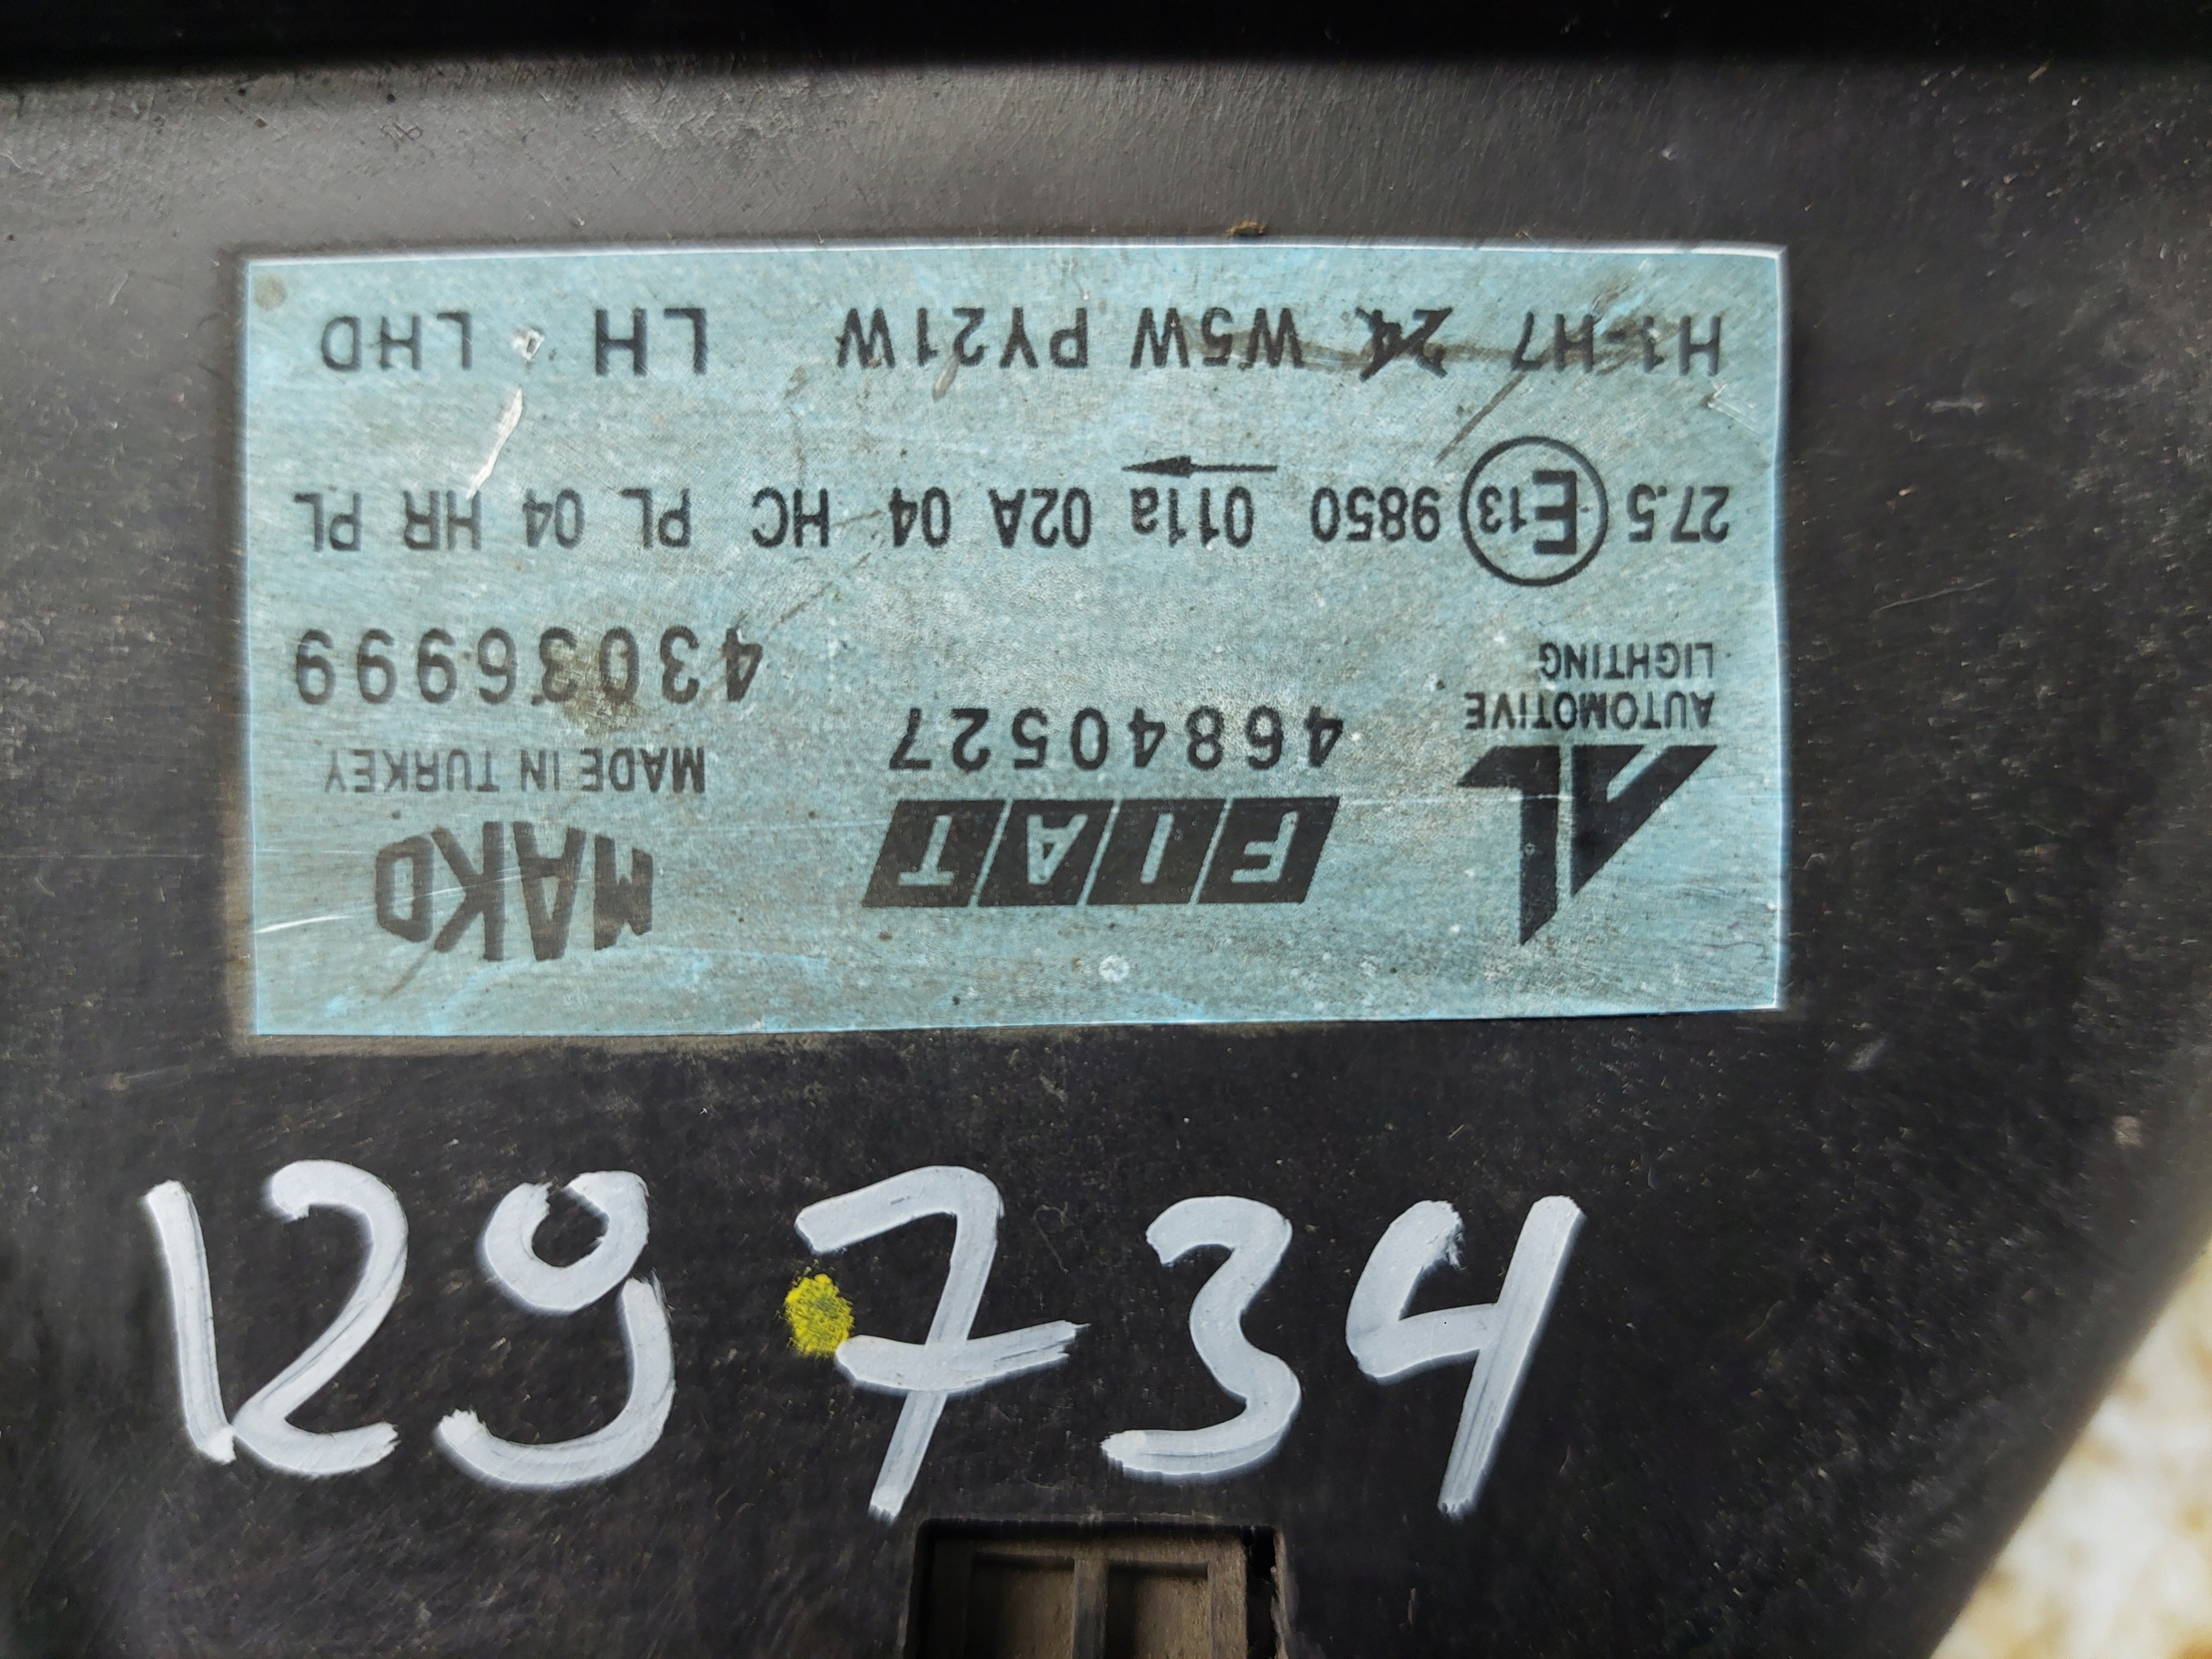 MAKO
MADE IN TURKEY
43036999
FIAT
46840527
AL
AUTOMOTIVE
LIGHTING
27.5 E13 9850 011a 02A 04 HC PL 04 HR PL
H1-H7 24 W5W PY21W LH LHD
129734